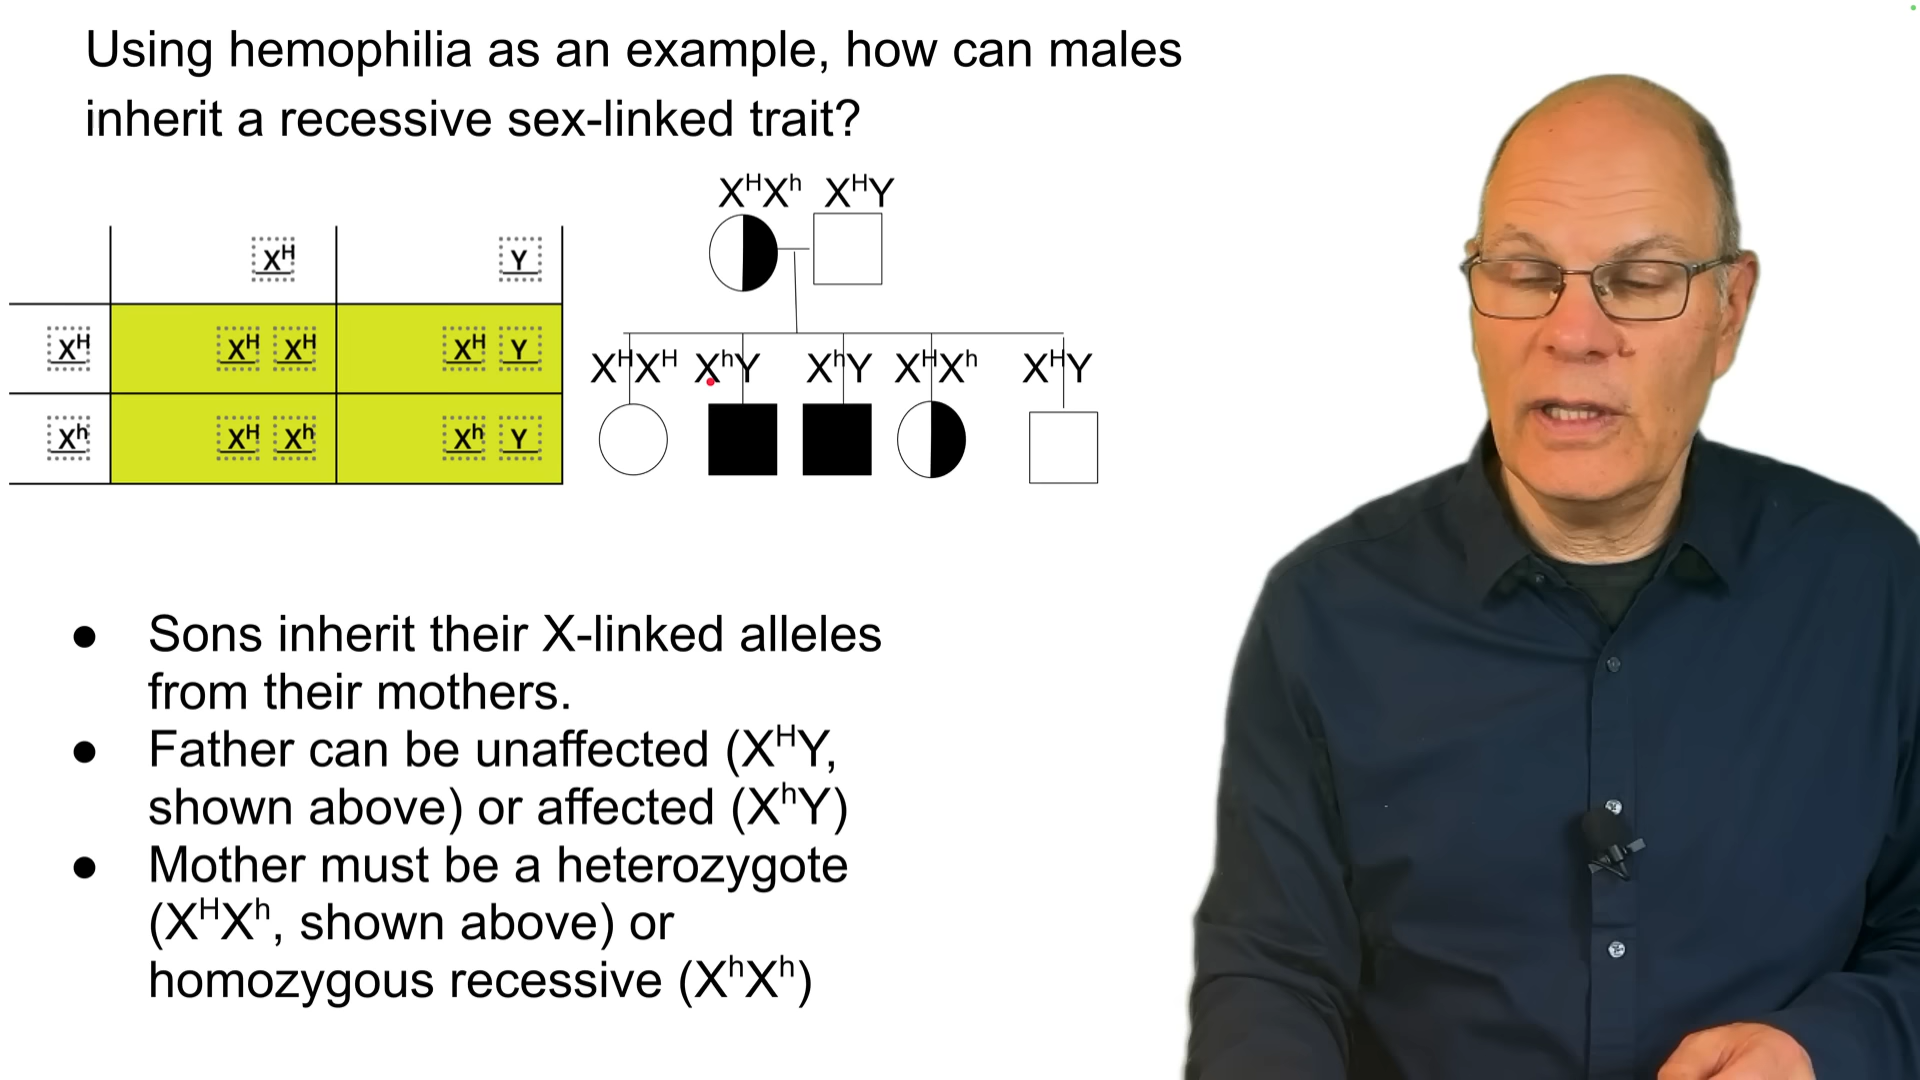 Using hemophilia as an example, how can males
inherit a recessive sex-linked trait?
XᴴXʰ XᴴY
Xᴴ Y
Xᴴ Xᴴ Xᴴ Xᴴ Y
Xʰ Xᴴ Xʰ Xʰ Y
XᴴXᴴ XʰY XʰY XᴴXʰ XᴴY
● Sons inherit their X-linked alleles
from their mothers.
● Father can be unaffected (XᴴY,
shown above) or affected (XʰY)
● Mother must be a heterozygote
(XᴴXʰ, shown above) or
homozygous recessive (XʰXʰ)